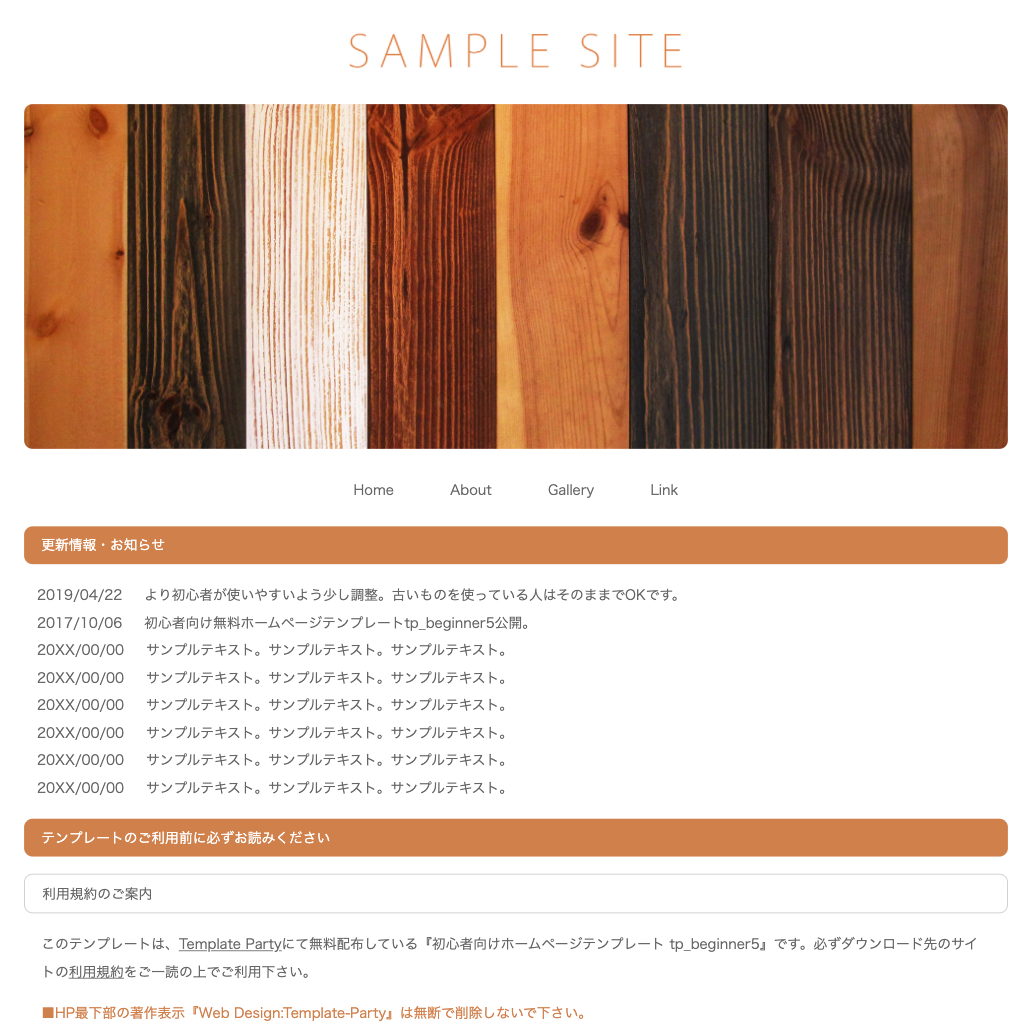 SAMPLE SITE
Home About Gallery Link
更新情報・お知らせ
2019/04/22 より初心者が使いやすいよう少し調整。古いものを使っている人はそのままでOKです。
2017/10/06 初心者向け無料ホームページテンプレートtp_beginner5公開。
20XX/00/00 サンプルテキスト。サンプルテキスト。サンプルテキスト。
20XX/00/00 サンプルテキスト。サンプルテキスト。サンプルテキスト。
20XX/00/00 サンプルテキスト。サンプルテキスト。サンプルテキスト。
20XX/00/00 サンプルテキスト。サンプルテキスト。サンプルテキスト。
20XX/00/00 サンプルテキスト。サンプルテキスト。サンプルテキスト。
20XX/00/00 サンプルテキスト。サンプルテキスト。サンプルテキスト。
テンプレートのご利用前に必ずお読みください
利用規約のご案内
このテンプレートは、Template Partyにて無料配布している『初心者向けホームページテンプレート tp_beginner5』です。必ずダウンロード先のサイ
トの利用規約をご一読の上でご利用下さい。
■HP最下部の著作表示『Web Design:Template-Party』は無断で削除しないで下さい。